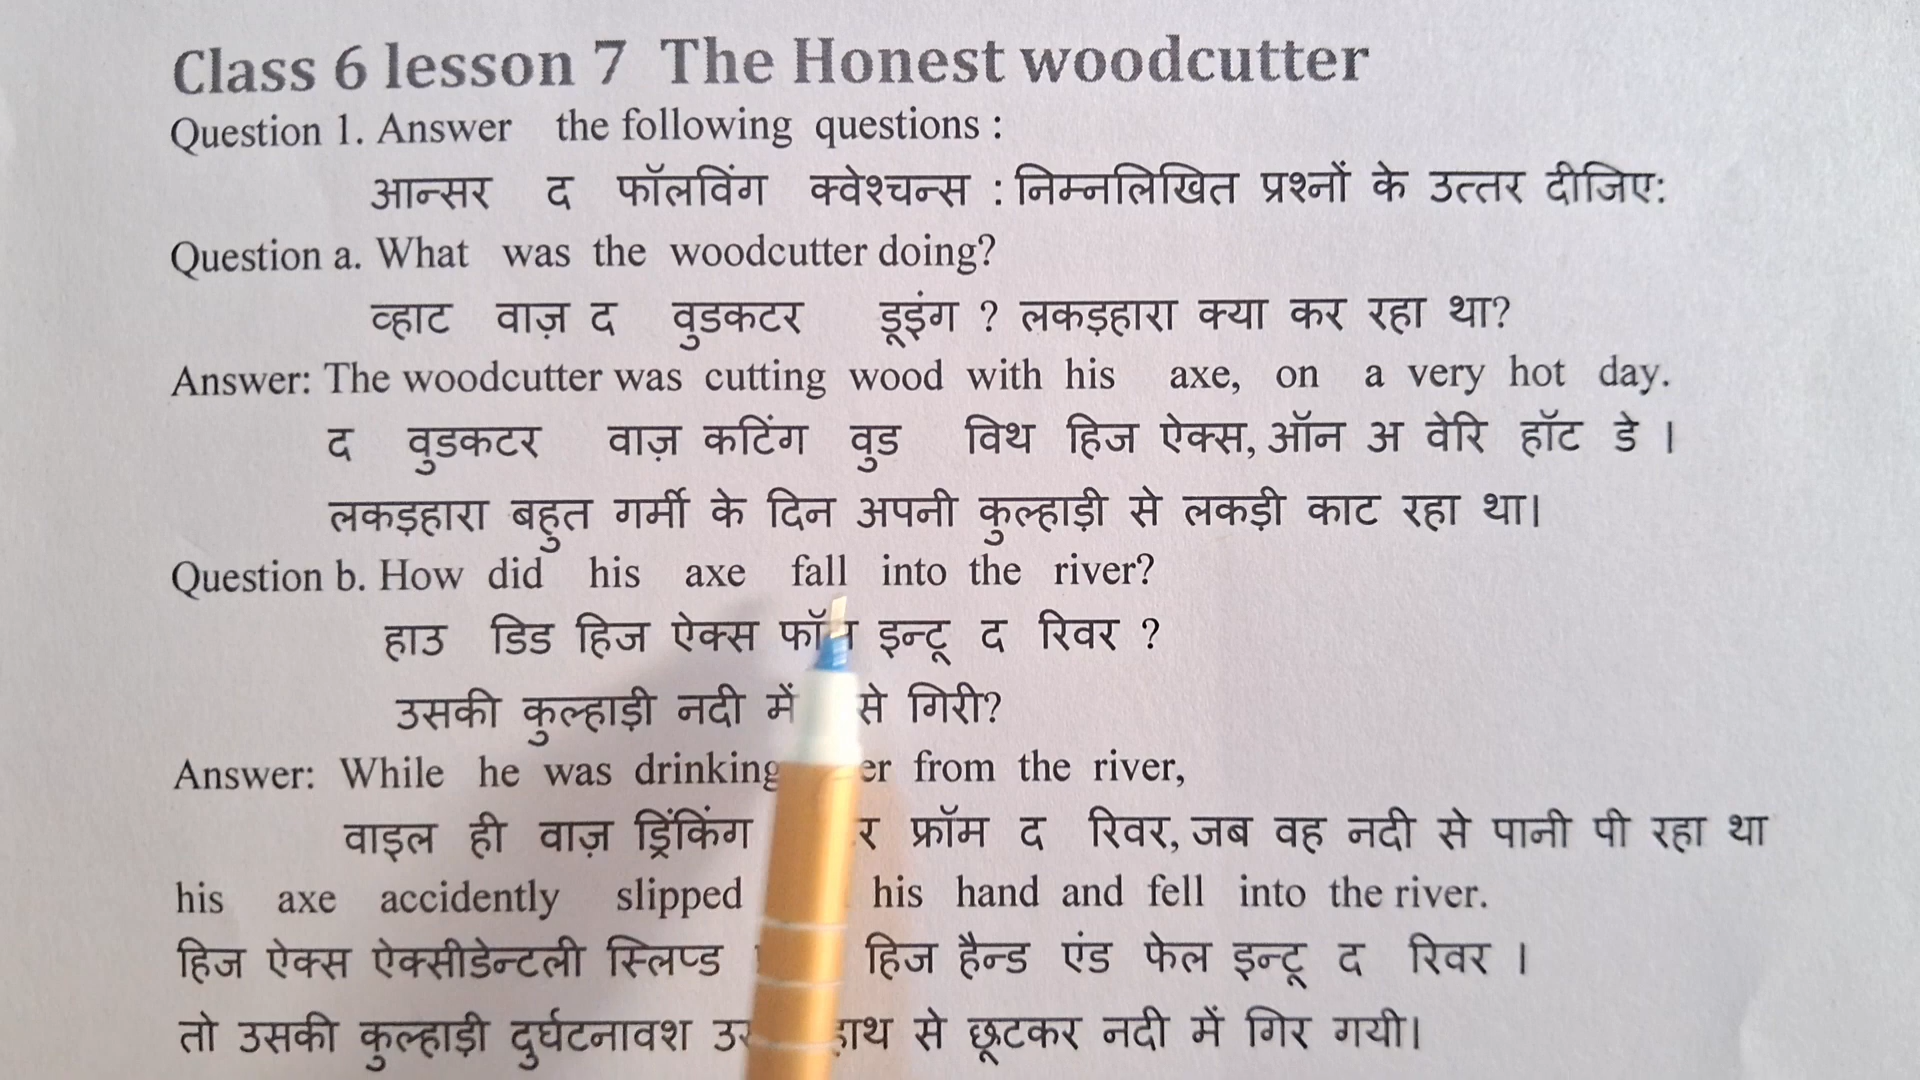 Class 6 lesson 7 The Honest woodcutter
Question 1. Answer the following questions :
आन्सर द फॉलविंग क्वेश्चन्स : निम्नलिखित प्रश्नों के उत्तर दीजिए:
Question a. What was the woodcutter doing?
व्हाट वाज़ द वुडकटर डूइंग ? लकड़हारा क्या कर रहा था?
Answer: The woodcutter was cutting wood with his axe, on a very hot day.
द वुडकटर वाज़ कटिंग वुड विथ हिज ऐक्स, ऑन अ वेरि हॉट डे ।
लकड़हारा बहुत गर्मी के दिन अपनी कुल्हाड़ी से लकड़ी काट रहा था।
Question b. How did his axe fall into the river?
हाउ डिड हिज ऐक्स इन्टू द रिवर ?
उसकी कुल्हाड़ी नदी में से गिरी?
Answer: While he was drinking from the river,
वाइल ही वाज़ ड्रिंकिंग फ्रॉम द रिवर, जब वह नदी से पानी पी रहा था
his axe accidently slipped his hand and fell into the river.
हिज ऐक्स ऐक्सीडेन्टली स्लिप्ड हिज हैन्ड एंड फेल इन्टू द रिवर ।
तो उसकी कुल्हाड़ी दुर्घटनावश से छूटकर नदी में गिर गयी।